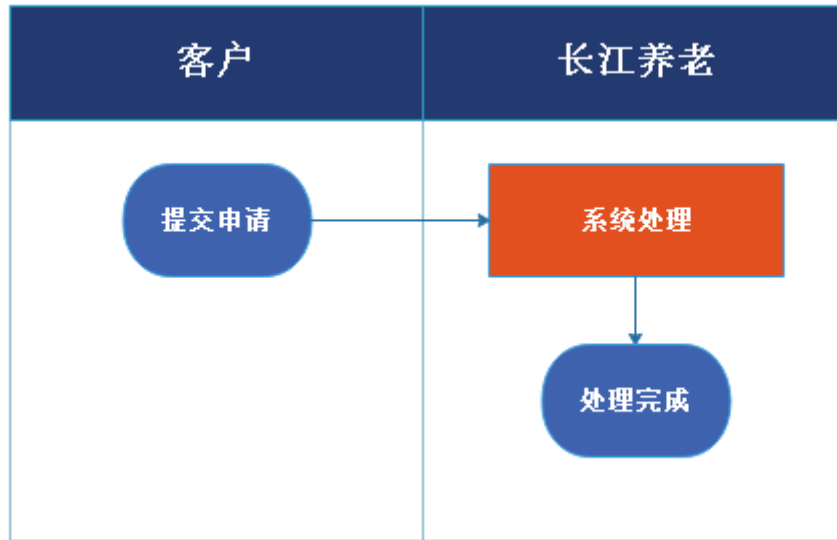 客户
长江养老
提交申请
系统处理
处理完成